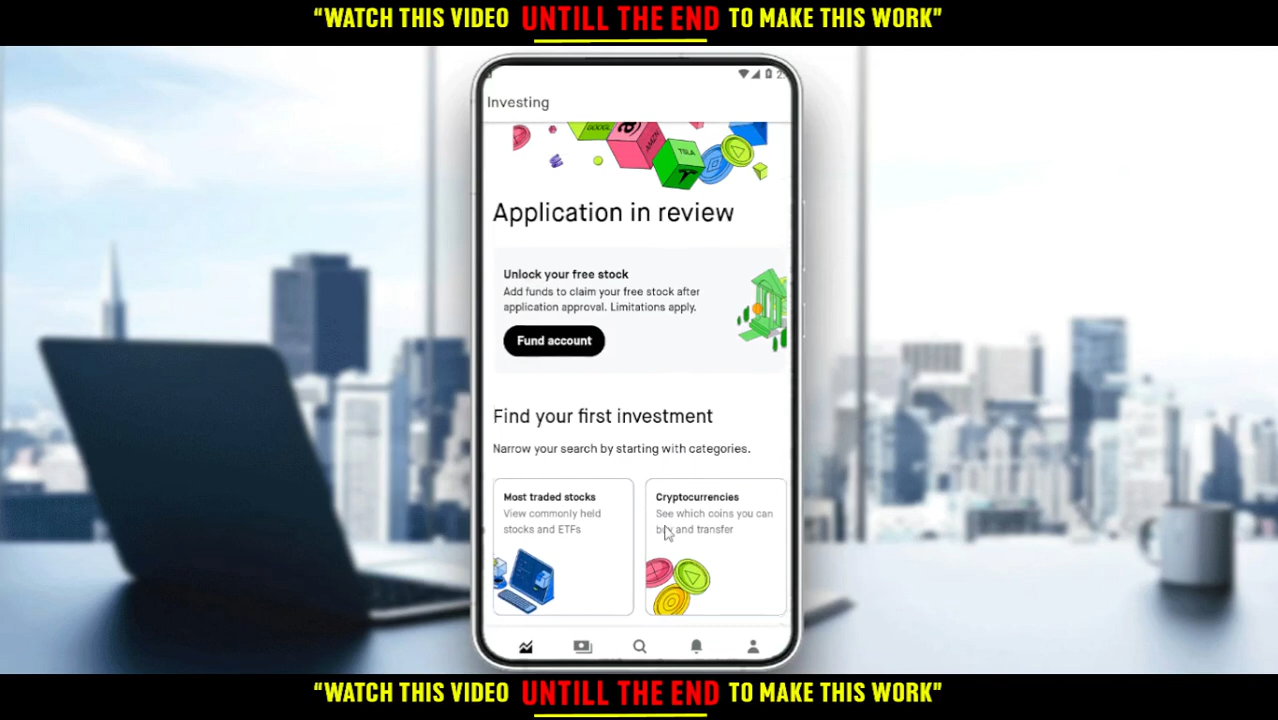 “WATCH THIS VIDEO UNTILL THE END TO MAKE THIS WORK”
Investing
GOOGL
AMZN
TSLA
Application in review
Unlock your free stock
Add funds to claim your free stock after
application approval. Limitations apply.
Fund account
Find your first investment
Narrow your search by starting with categories.
Most traded stocks
View commonly held
stocks and ETFs
Cryptocurrencies
See which coins you can
and transfer
“WATCH THIS VIDEO UNTILL THE END TO MAKE THIS WORK”